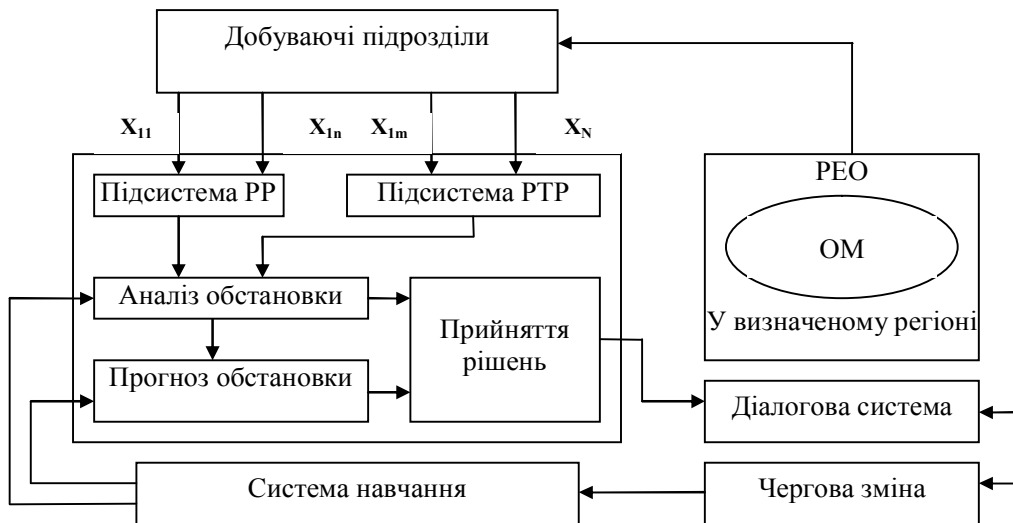 Добуваючі підрозділи
X11 X1n X1m XN
Підсистема РР
Підсистема РТР
РЕО
ОМ
У визначеному регіоні
Аналіз обстановки
Прогноз обстановки
Прийняття
рішень
Діалогова система
Система навчання
Чергова зміна